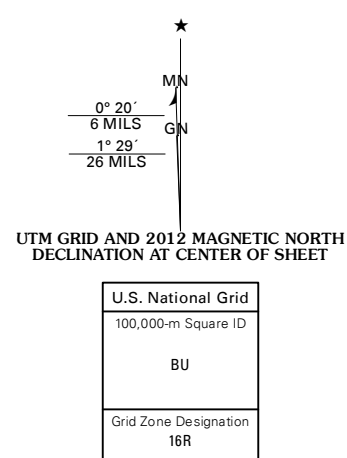 ★
MN
0° 20´
6 MILS
GN
1° 29´
26 MILS
UTM GRID AND 2012 MAGNETIC NORTH
DECLINATION AT CENTER OF SHEET
U.S. National Grid
100,000-m Square ID
BU
Grid Zone Designation
16R